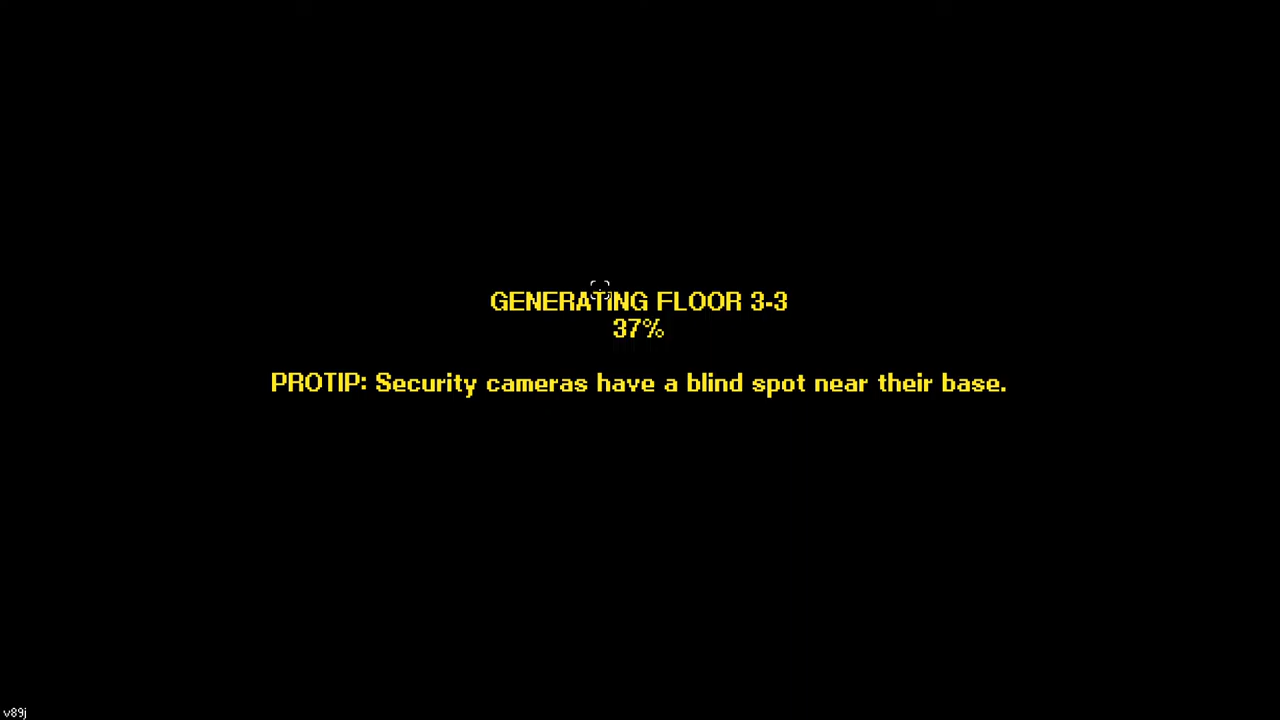 GENERATING FLOOR 3-3
37%
PROTIP: Security cameras have a blind spot near their base.
v89j